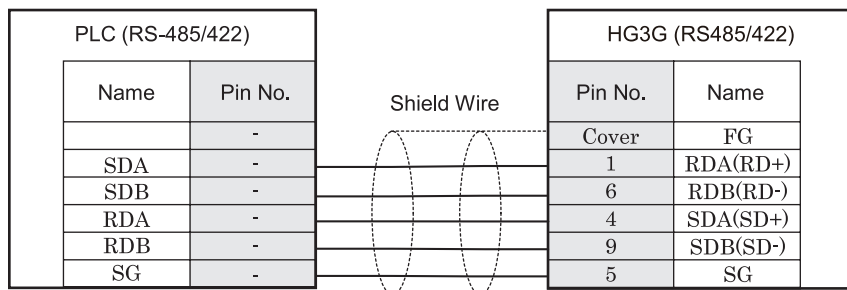 PLC (RS-485/422) HG3G (RS485/422)
Name Pin No. Shield Wire Pin No. Name
- Cover FG
SDA - 1 RDA(RD+)
SDB - 6 RDB(RD-)
RDA - 4 SDA(SD+)
RDB - 9 SDB(SD-)
SG - 5 SG